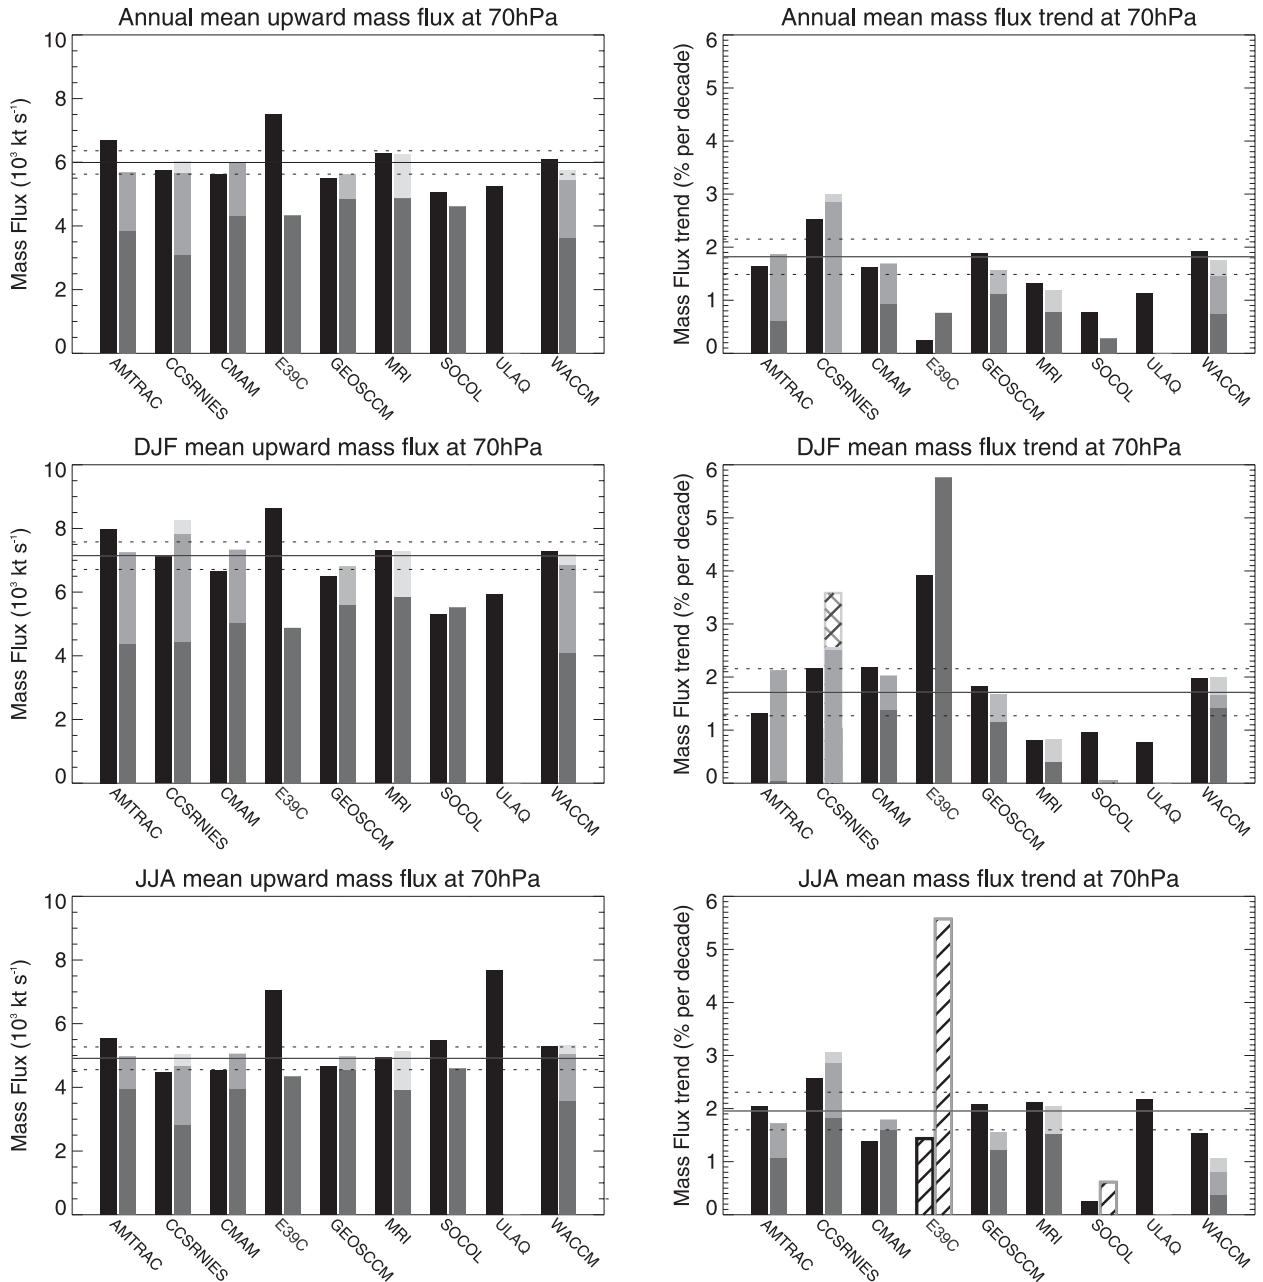 Annual mean upward mass flux at 70hPa
Mass Flux (10³ kt s⁻¹)
10
8
6
4
2
0
AMTRAC
CCSRNIES
CMAM
E39C
GEOSCCM
MRI
SOCOL
ULAQ
WACCM
Annual mean mass flux trend at 70hPa
Mass Flux trend (% per decade)
6
5
4
3
2
1
0
AMTRAC
CCSRNIES
CMAM
E39C
GEOSCCM
MRI
SOCOL
ULAQ
WACCM
DJF mean upward mass flux at 70hPa
Mass Flux (10³ kt s⁻¹)
10
8
6
4
2
0
AMTRAC
CCSRNIES
CMAM
E39C
GEOSCCM
MRI
SOCOL
ULAQ
WACCM
DJF mean mass flux trend at 70hPa
Mass Flux trend (% per decade)
6
5
4
3
2
1
0
AMTRAC
CCSRNIES
CMAM
E39C
GEOSCCM
MRI
SOCOL
ULAQ
WACCM
JJA mean upward mass flux at 70hPa
Mass Flux (10³ kt s⁻¹)
10
8
6
4
2
0
AMTRAC
CCSRNIES
CMAM
E39C
GEOSCCM
MRI
SOCOL
ULAQ
WACCM
JJA mean mass flux trend at 70hPa
Mass Flux trend (% per decade)
6
5
4
3
2
1
0
AMTRAC
CCSRNIES
CMAM
E39C
GEOSCCM
MRI
SOCOL
ULAQ
WACCM